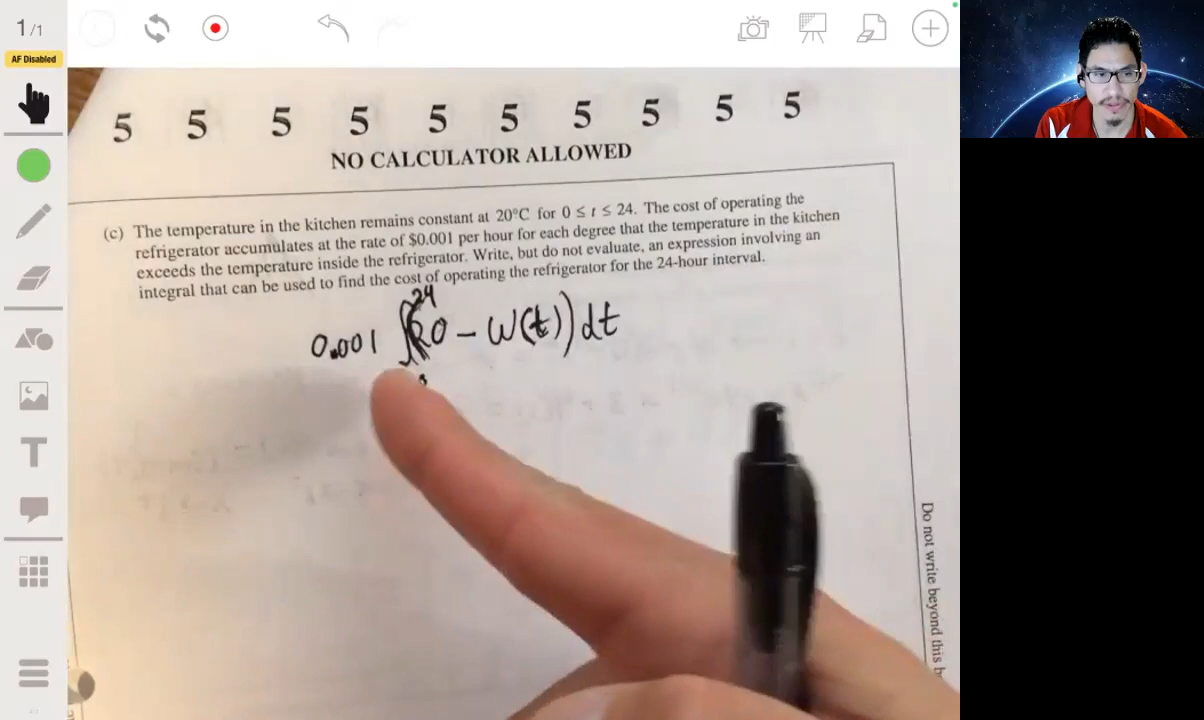 1/1
AF Disabled
5 5 5 5 5 5 5 5 5 5
NO CALCULATOR ALLOWED
(c) The temperature in the kitchen remains constant at 20°C for 0 ≤ t ≤ 24. The cost of operating the
refrigerator accumulates at the rate of $0.001 per hour for each degree that the temperature in the kitchen
exceeds the temperature inside the refrigerator. Write, but do not evaluate, an expression involving an
integral that can be used to find the cost of operating the refrigerator for the 24-hour interval.
24
0.001 ∫(20 − W(t))dt
0
T
Do not write beyond this b